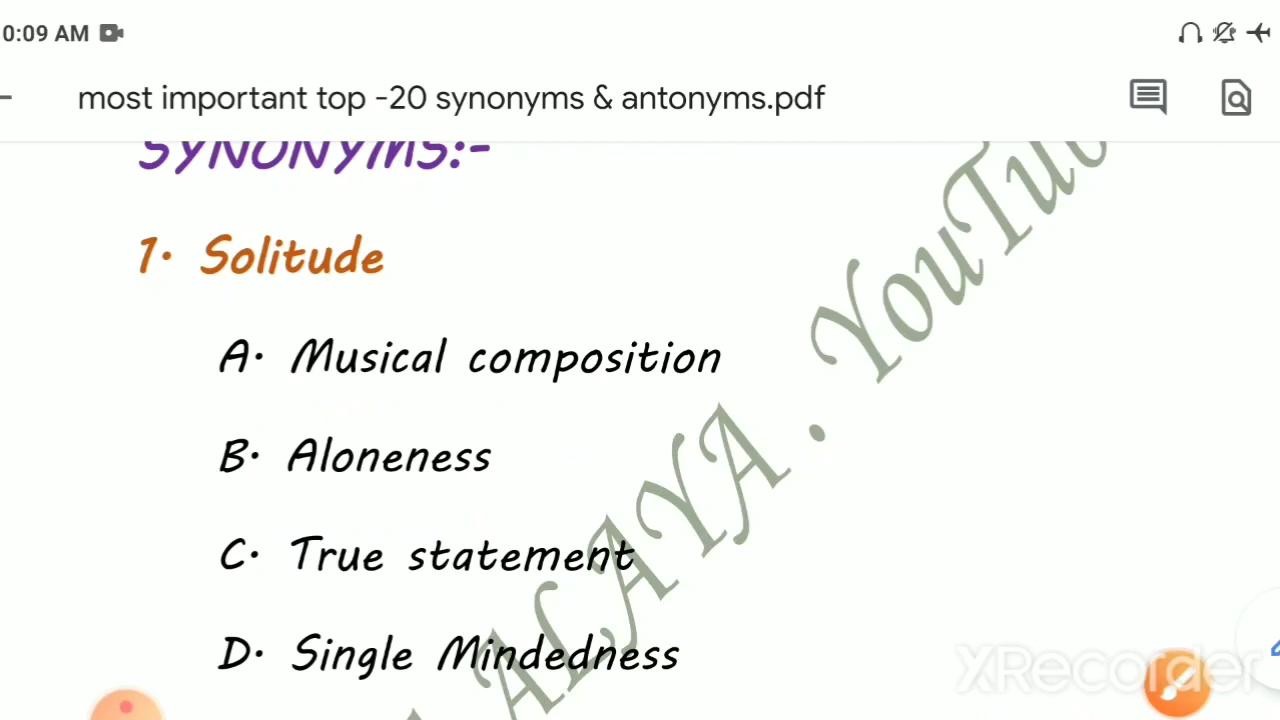 0:09 AM
most important top -20 synonyms & antonyms.pdf
SYNONYMS:-
1. Solitude
A. Musical composition
B. Aloneness
C. True statement
D. Single Mindedness
ALAYA . YouTu
XRecorder